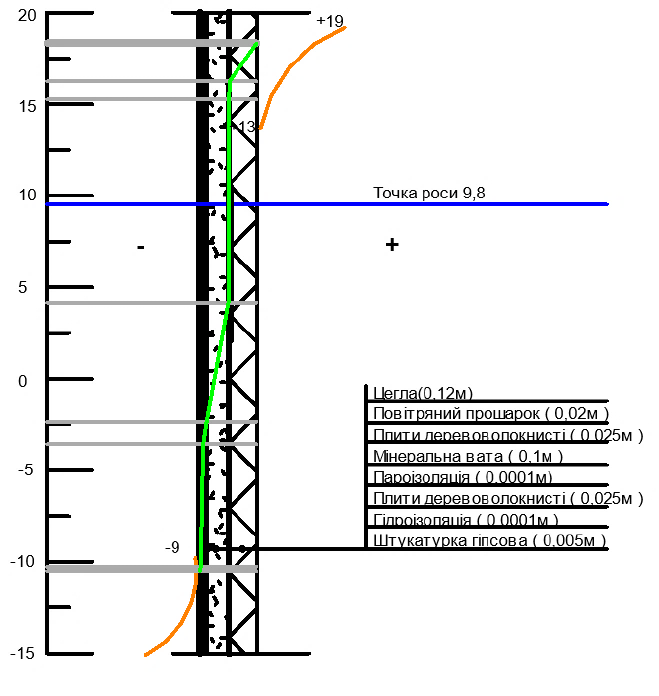 20
+19
15
-13
10
Точка роси 9,8
-
+
5
0
Цегла(0,12м)
Повітряний прошарок ( 0,02м )
Плити деревоволокнисті ( 0,025м )
-5
Мінеральна вата ( 0,1м )
Пароізоляція ( 0,0001м)
Плити деревоволокнисті ( 0,025м )
Гідроізоляція ( 0,0001м )
Штукатурка гіпсова ( 0,005м )
-9
-10
-15